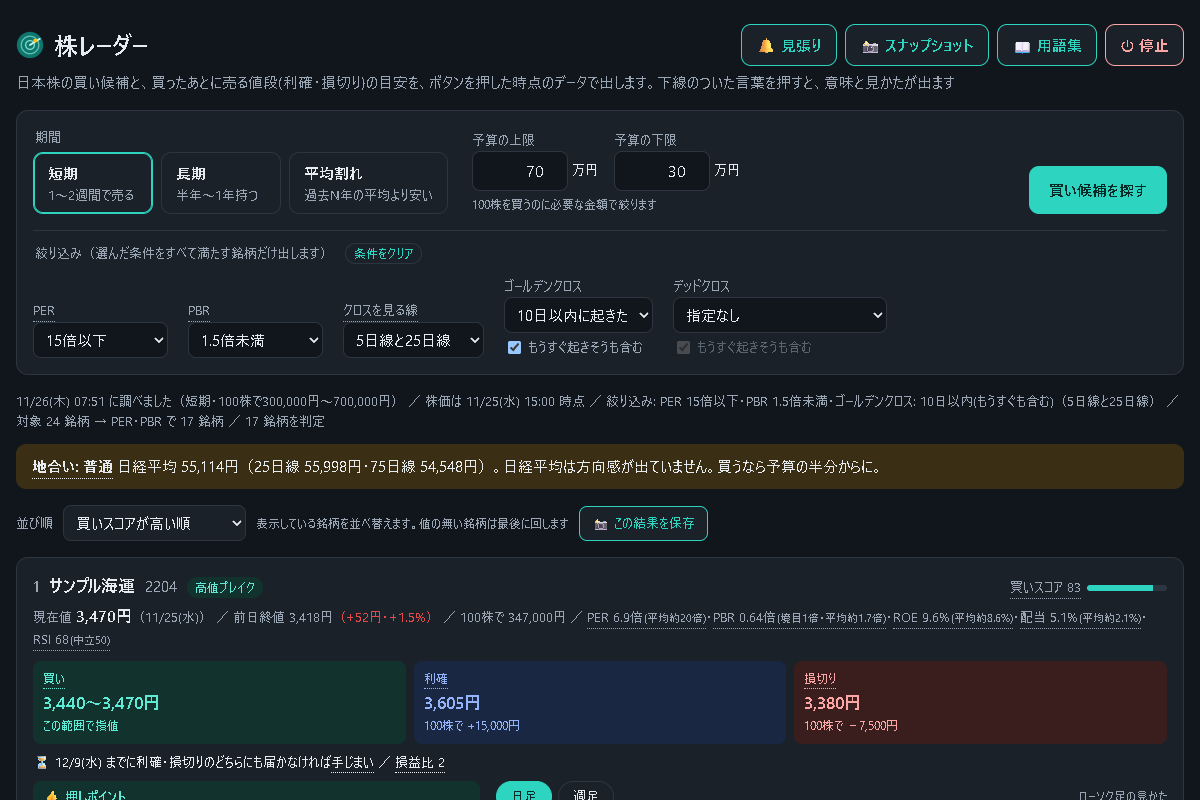 株レーダー
🔔 見張り
📷 スナップショット
📖 用語集
⏻ 停止
日本株の買い候補と、買ったあとに売る値段(利確・損切り)の目安を、ボタンを押した時点のデータで出します。下線のついた言葉を押すと、意味と見かたが出ます
期間
短期
1〜2週間で売る
長期
半年〜1年持つ
平均割れ
過去N年の平均より安い
予算の上限
70 万円
予算の下限
30 万円
100株を買うのに必要な金額で絞ります
買い候補を探す
絞り込み（選んだ条件をすべて満たす銘柄だけ出します）
条件をクリア
PER
15倍以下
PBR
1.5倍未満
クロスを見る線
5日線と25日線
ゴールデンクロス
10日以内に起きた
もうすぐ起きそうも含む
デッドクロス
指定なし
もうすぐ起きそうも含む
11/26(木) 07:51 に調べました（短期・100株で300,000円〜700,000円） ／ 株価は 11/25(水) 15:00 時点 ／ 絞り込み: PER 15倍以下・PBR 1.5倍未満・ゴールデンクロス: 10日以内(もうすぐも含む)（5日線と25日線） ／
対象 24 銘柄 → PER・PBR で 17 銘柄 ／ 17 銘柄を判定
地合い: 普通 日経平均 55,114円（25日線 55,998円・75日線 54,548円）。日経平均は方向感が出ていません。買うなら予算の半分からに。
並び順
買いスコアが高い順
表示している銘柄を並べ替えます。値の無い銘柄は最後に回します
📷 この結果を保存
1 サンプル海運 2204 高値ブレイク
買いスコア 83
現在値 3,470円（11/25(水)） ／ 前日終値 3,418円（+52円・+1.5%） ／ 100株で 347,000円 ／ PER 6.9倍(平均約20倍)・PBR 0.64倍(境目1倍・平均約1.7倍)・ROE 9.6%(平均約8.6%)・配当 5.1%(平均約2.1%)・
RSI 68(中立50)
買い
3,440〜3,470円
この範囲で指値
利確
3,605円
100株で +15,000円
損切り
3,380円
100株で −7,500円
⏳ 12/9(水) までに利確・損切りのどちらにも届かなければ手じまい ／ 損益比 2
👍 押しポイント
日足
週足
ローソク足の見かた